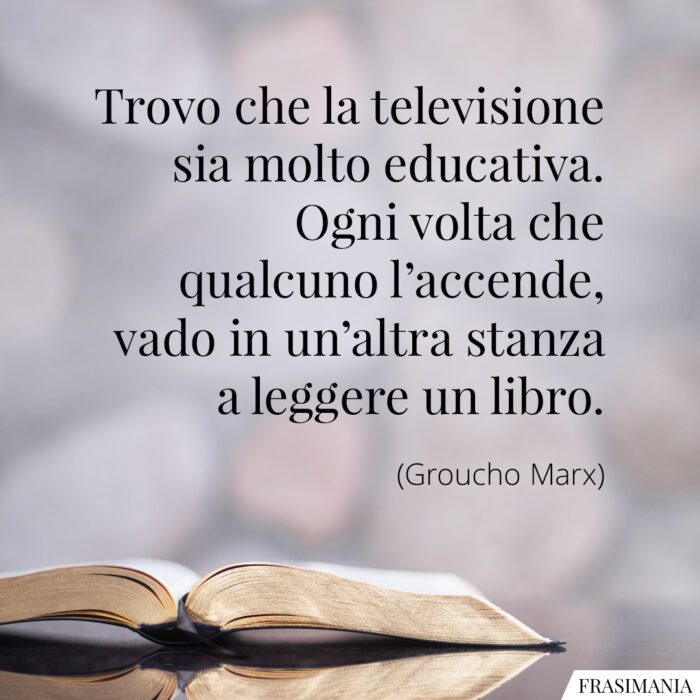 Trovo che la televisione
sia molto educativa.
Ogni volta che
qualcuno l’accende,
vado in un’altra stanza
a leggere un libro.
(Groucho Marx)
FRASIMANIA